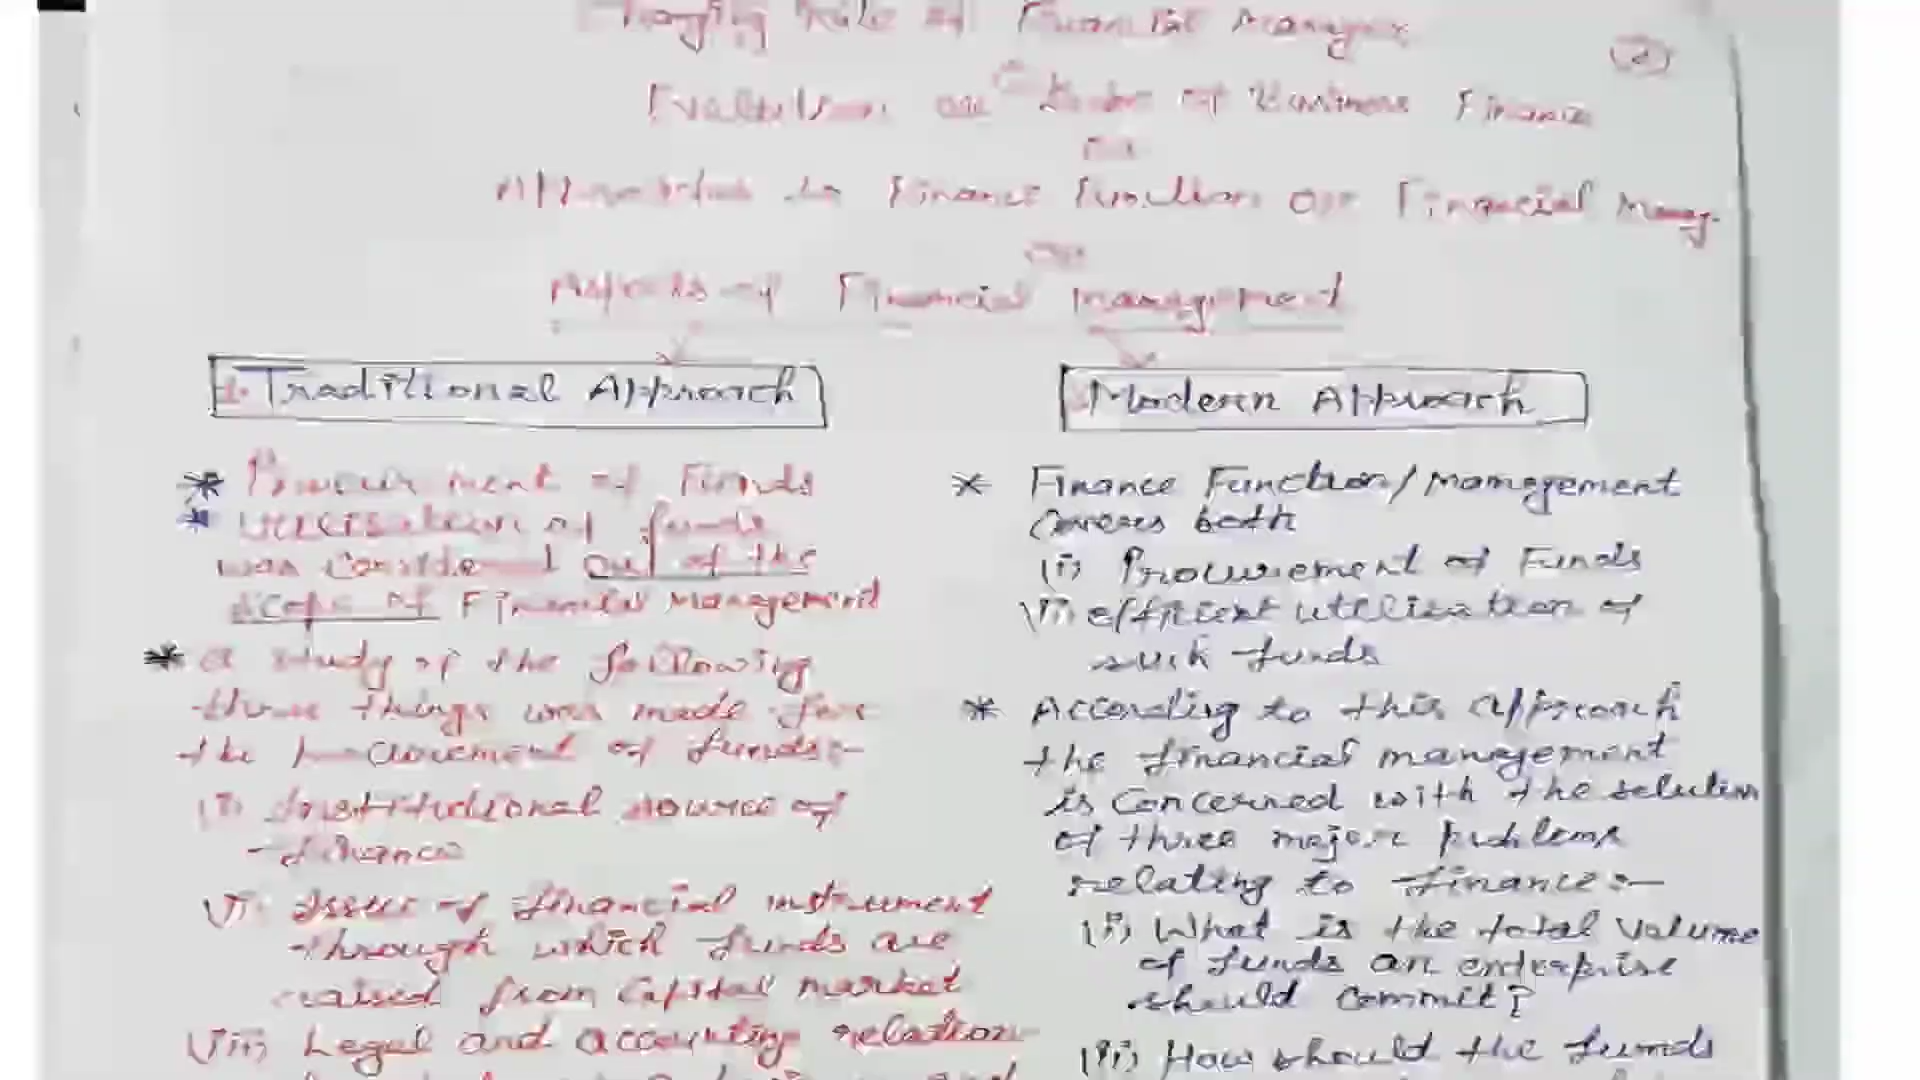 Changing Role of Financial Manager
(2)
Evalution or Scope of Business Finance
or
Approaches to Finance Function or Financial Manag.
or
Aspects of Financial management
1. Traditional Approach
* Procurement of Funds
* Utilisation of funds
was considered out of the
scope of Financial Management
* a study of the following
three things was made for
the procurement of funds:-
(i) Institutional source of
finance
(ii) Issue of financial instrument
through which funds are
raised from Capital market
(iii) Legal and accounting relation
Modern Approach
* Finance Function/management
covers both
(i) Procurement of Funds
(ii) efficient utilisation of
such funds
* According to this approach
the financial management
is concerned with the selution
of three major problems
relating to finance:-
(i) What is the total volume
of funds an enterprise
should commit?
(ii) How should the funds